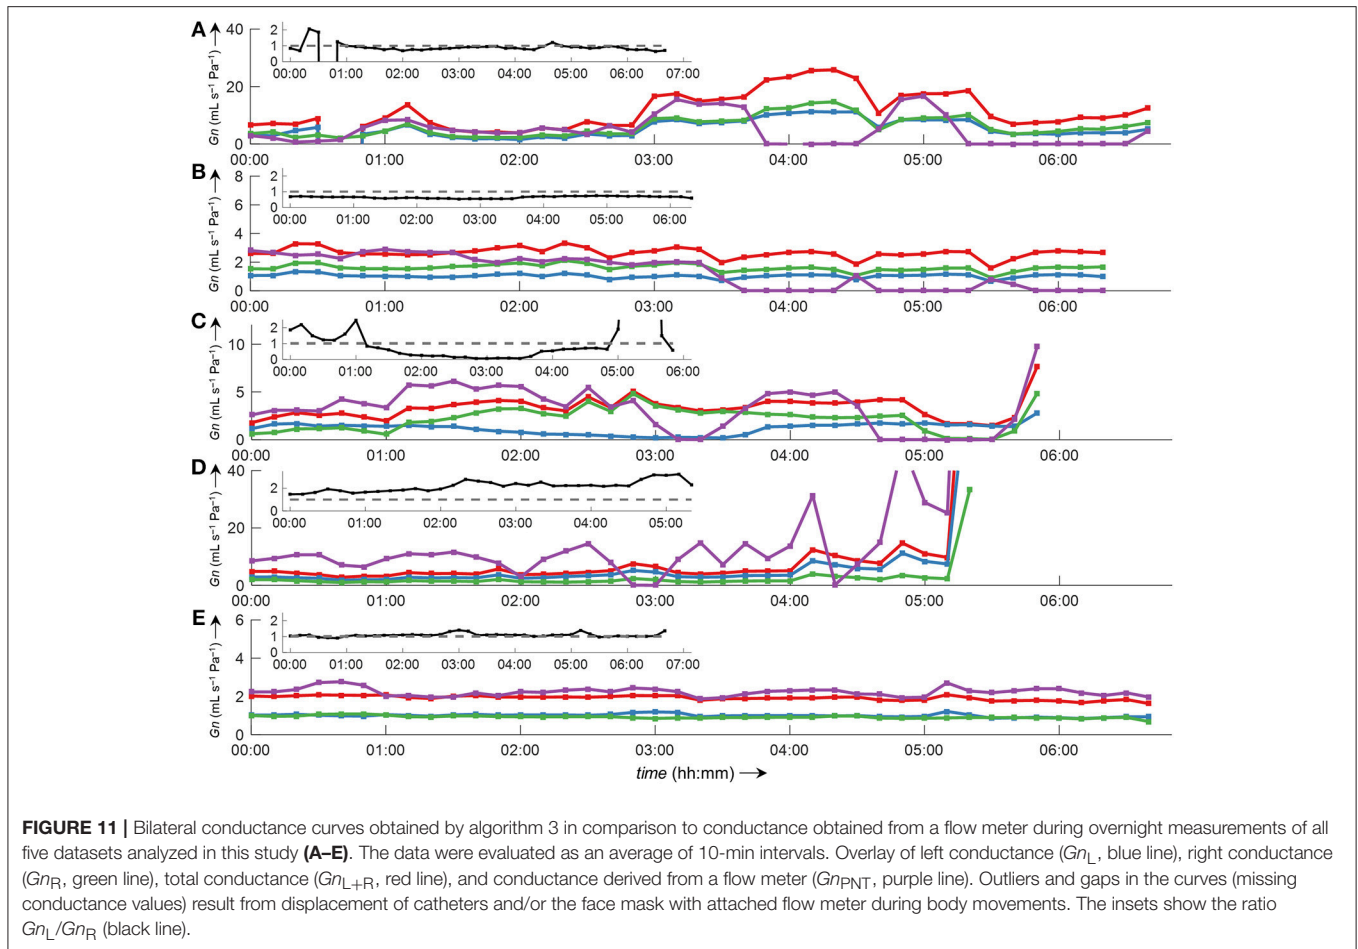 A
Gn (mL s⁻¹ Pa⁻¹) →
40
20
0
2
1
0
00:00 01:00 02:00 03:00 04:00 05:00 06:00 07:00
00:00 01:00 02:00 03:00 04:00 05:00 06:00
B
Gn (mL s⁻¹ Pa⁻¹) →
8
6
4
2
0
2
1
0
00:00 01:00 02:00 03:00 04:00 05:00 06:00
00:00 01:00 02:00 03:00 04:00 05:00 06:00
C
Gn (mL s⁻¹ Pa⁻¹) →
10
5
0
2
1
0
00:00 01:00 02:00 03:00 04:00 05:00 06:00
00:00 01:00 02:00 03:00 04:00 05:00 06:00
D
Gn (mL s⁻¹ Pa⁻¹) →
40
20
0
2
0
00:00 01:00 02:00 03:00 04:00 05:00
00:00 01:00 02:00 03:00 04:00 05:00 06:00
E
Gn (mL s⁻¹ Pa⁻¹) →
6
4
2
0
2
1
0
00:00 01:00 02:00 03:00 04:00 05:00 06:00 07:00
00:00 01:00 02:00 03:00 04:00 05:00 06:00
time (hh:mm) →
FIGURE 11 | Bilateral conductance curves obtained by algorithm 3 in comparison to conductance obtained from a flow meter during overnight measurements of all
five datasets analyzed in this study (A–E). The data were evaluated as an average of 10-min intervals. Overlay of left conductance (GnL, blue line), right conductance
(GnR, green line), total conductance (GnL+R, red line), and conductance derived from a flow meter (GnPNT, purple line). Outliers and gaps in the curves (missing
conductance values) result from displacement of catheters and/or the face mask with attached flow meter during body movements. The insets show the ratio
GnL/GnR (black line).